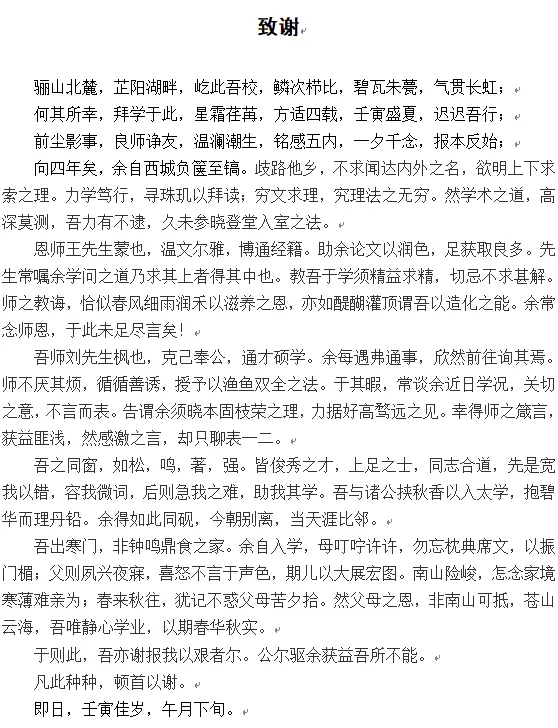 致谢
骊山北麓，芷阳湖畔，屹此吾校，鳞次栉比，碧瓦朱甍，气贯长虹；
何其所幸，拜学于此，星霜荏苒，方适四载，壬寅盛夏，迟迟吾行；
前尘影事，良师诤友，温澜潮生，铭感五内，一夕千念，报本反始；
向四年矣，余自西城负箧至镐。歧路他乡，不求闻达内外之名，欲明上下求
索之理。力学笃行，寻珠玑以拜读；穷文求理，究理法之无穷。然学术之道，高
深莫测，吾力有不逮，久未参晓登堂入室之法。
恩师王先生蒙也，温文尔雅，博通经籍。助余论文以润色，足获取良多。先
生常嘱余学问之道乃求其上者得其中也。教吾于学须精益求精，切忌不求甚解。
师之教诲，恰似春风细雨润禾以滋养之恩，亦如醍醐灌顶谓吾以造化之能。余常
念师恩，于此未足尽言矣！
吾师刘先生枫也，克己奉公，通才硕学。余每遇弗通事，欣然前往询其焉。
师不厌其烦，循循善诱，授予以渔鱼双全之法。于其暇，常谈余近日学况，关切
之意，不言而表。告谓余须晓本固枝荣之理，力据好高骛远之见。幸得师之箴言，
获益匪浅，然感激之言，却只聊表一二。
吾之同窗，如松，鸣，著，强。皆俊秀之才，上足之士，同志合道，先是宽
我以错，容我微词，后则急我之难，助我其学。吾与诸公挟秋香以入太学，抱碧
华而理丹铅。余得如此同砚，今朝别离，当天涯比邻。
吾出寒门，非钟鸣鼎食之家。余自入学，母叮咛许许，勿忘枕典席文，以振
门楣；父则夙兴夜寐，喜怒不言于声色，期儿以大展宏图。南山险峻，怎念家境
寒薄难亲为；春来秋往，犹记不惑父母苦夕拾。然父母之恩，非南山可抵，苍山
云海，吾唯静心学业，以期春华秋实。
于则此，吾亦谢报我以艰者尔。公尔驱余获益吾所不能。
凡此种种，顿首以谢。
即日，壬寅佳岁，午月下旬。